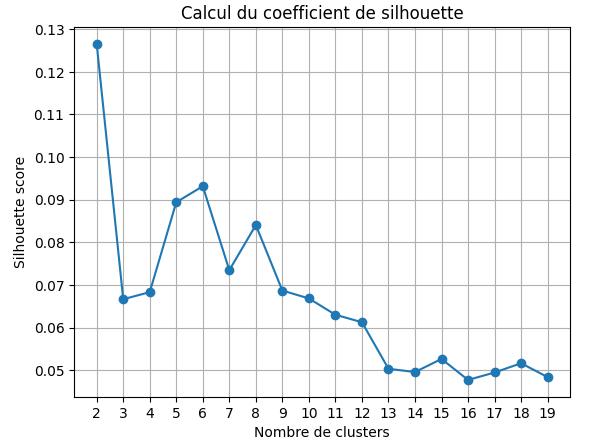 Calcul du coefficient de silhouette
0.13
0.12
0.11
0.10
0.09
0.08
0.07
0.06
0.05
Silhouette score
2 3 4 5 6 7 8 9 10 11 12 13 14 15 16 17 18 19
Nombre de clusters